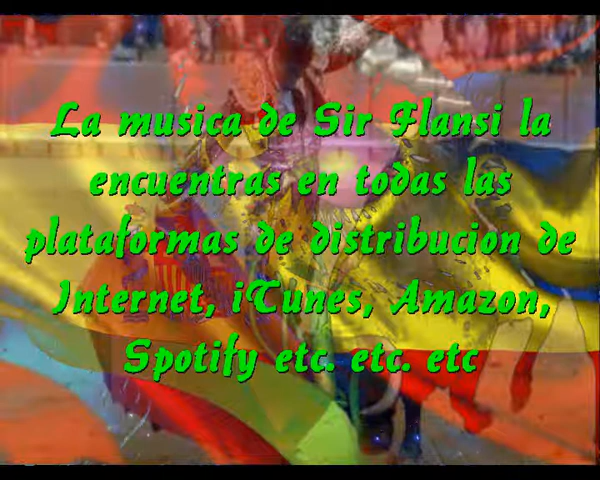 La musica de Sir Flansi la
encuentras en todas las
plataformas de distribucion de
Internet, iTunes, Amazon,
Spotify etc. etc. etc